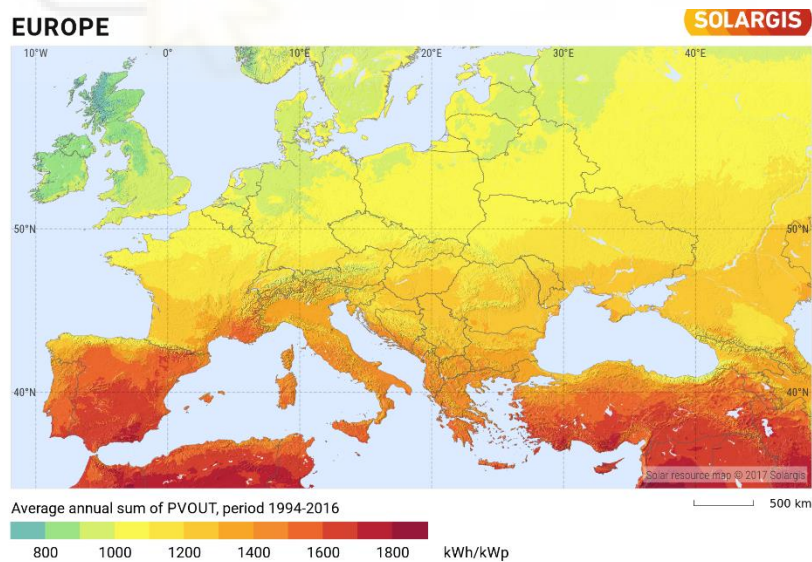 EUROPE
SOLARGIS
10°W 0° 10°E 20°E 30°E 40°E
50°N 50°N
40°N 40°N
Solar resource map © 2017 Solargis
Average annual sum of PVOUT, period 1994-2016
500 km
800 1000 1200 1400 1600 1800 kWh/kWp